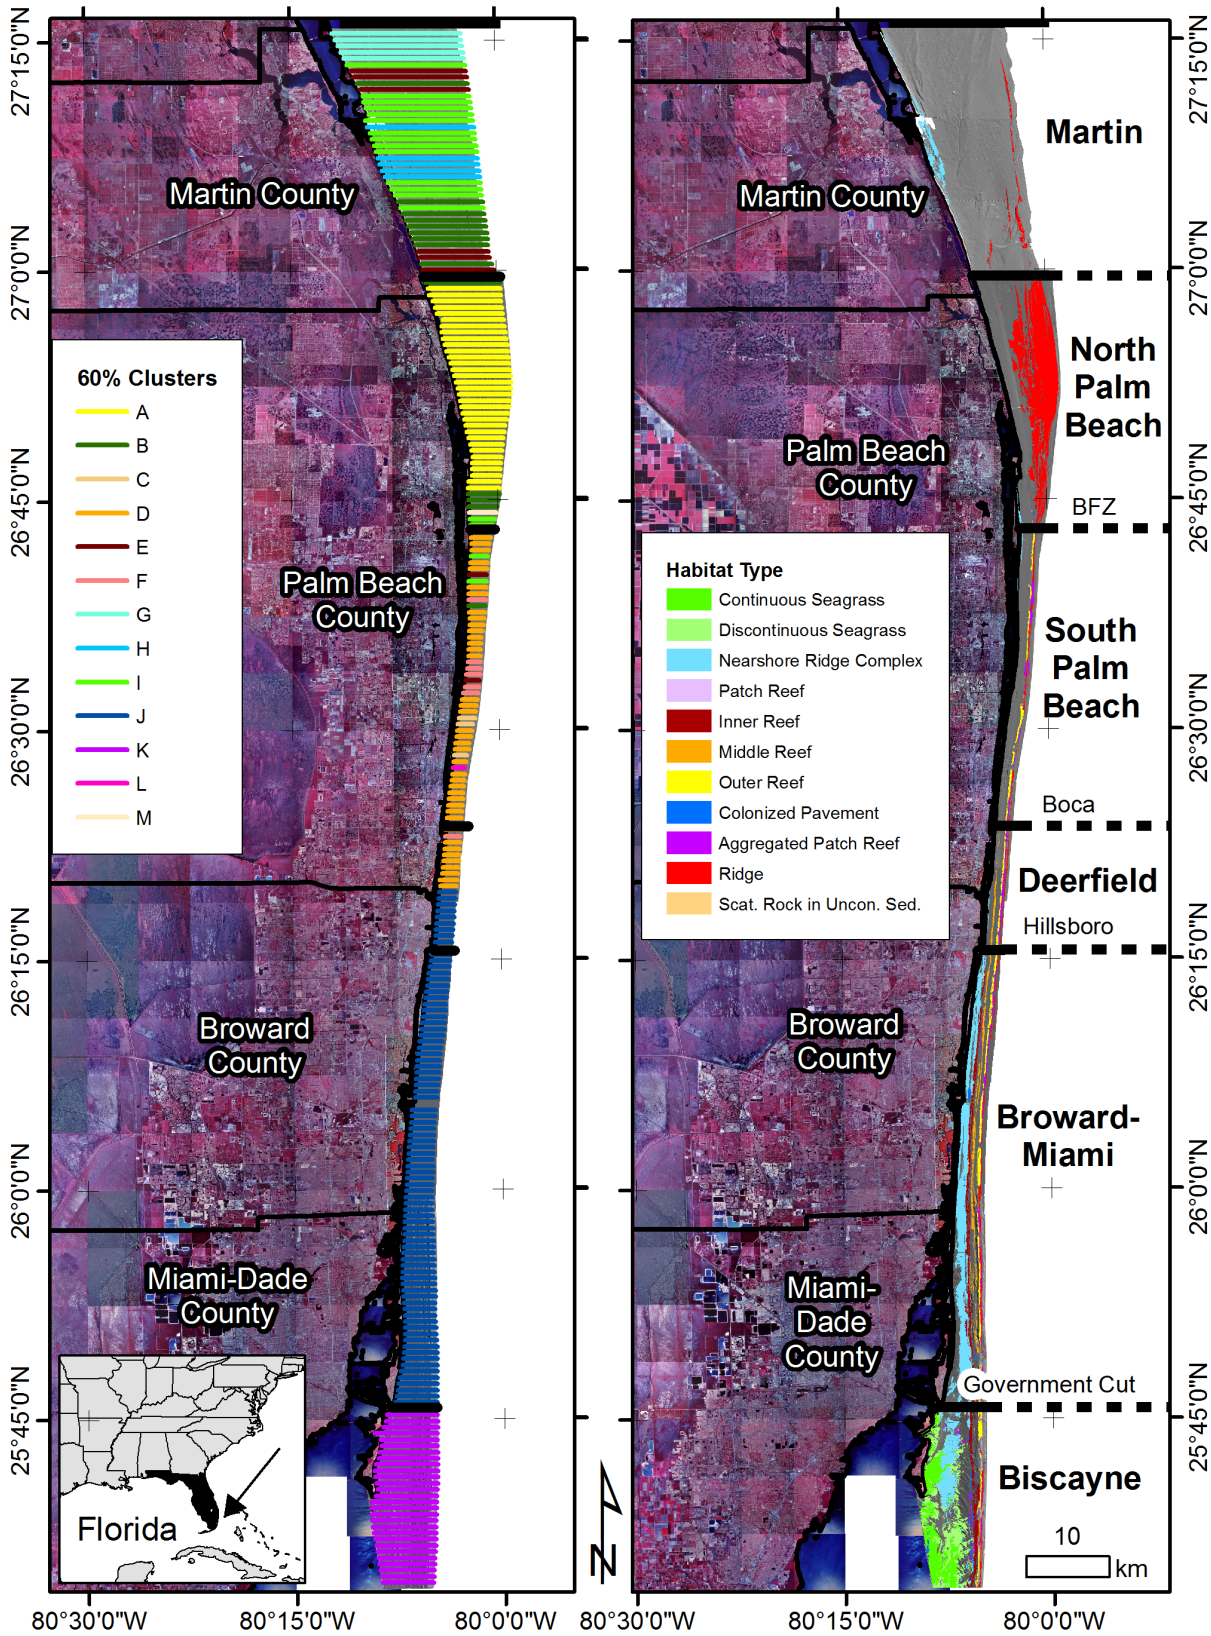 27°15'0"N
27°0'0"N
26°45'0"N
26°30'0"N
26°15'0"N
26°0'0"N
25°45'0"N
Martin County
60% Clusters
A
B
C
D
E
F
G
H
I
J
K
L
M
Palm Beach
County
Broward
County
Miami-Dade
County
Florida
80°30'0"W
80°15'0"W
80°0'0"W
Martin County
Palm Beach
County
Habitat Type
Continuous Seagrass
Discontinuous Seagrass
Nearshore Ridge Complex
Patch Reef
Inner Reef
Middle Reef
Outer Reef
Colonized Pavement
Aggregated Patch Reef
Ridge
Scat. Rock in Uncon. Sed.
Broward
County
Miami-
Dade
County
Martin
North
Palm
Beach
BFZ
South
Palm
Beach
Boca
Deerfield
Hillsboro
Broward-
Miami
Government Cut
Biscayne
10
km
N
27°15'0"N
27°0'0"N
26°45'0"N
26°30'0"N
26°15'0"N
26°0'0"N
25°45'0"N
80°30'0"W
80°15'0"W
80°0'0"W